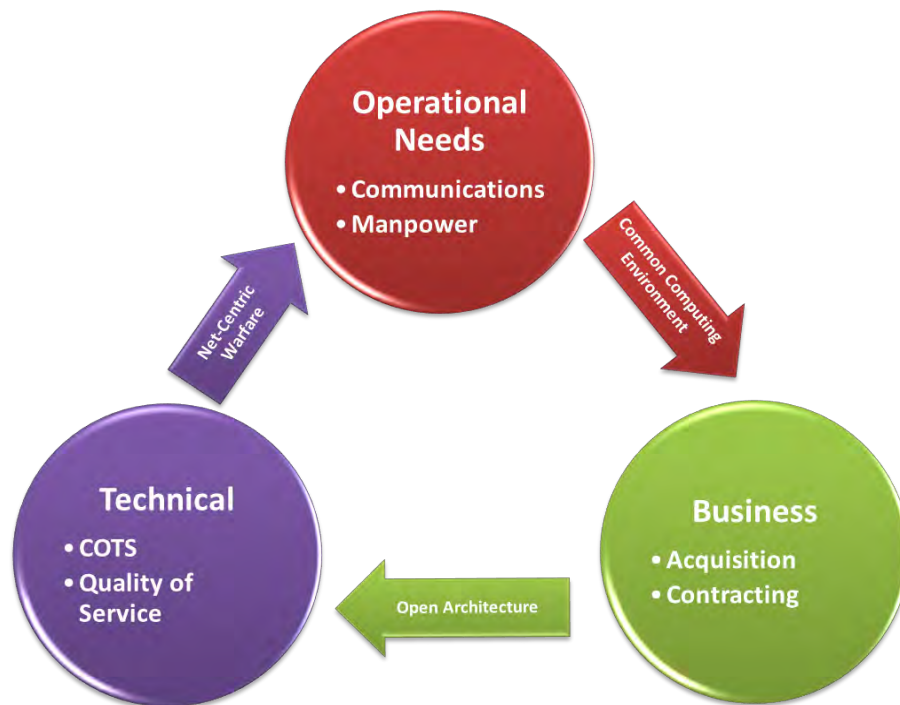 Operational
Needs
• Communications
• Manpower
Common Computing
Environment
Net-Centric
Warfare
Technical
• COTS
• Quality of
Service
Business
• Acquisition
• Contracting
Open Architecture